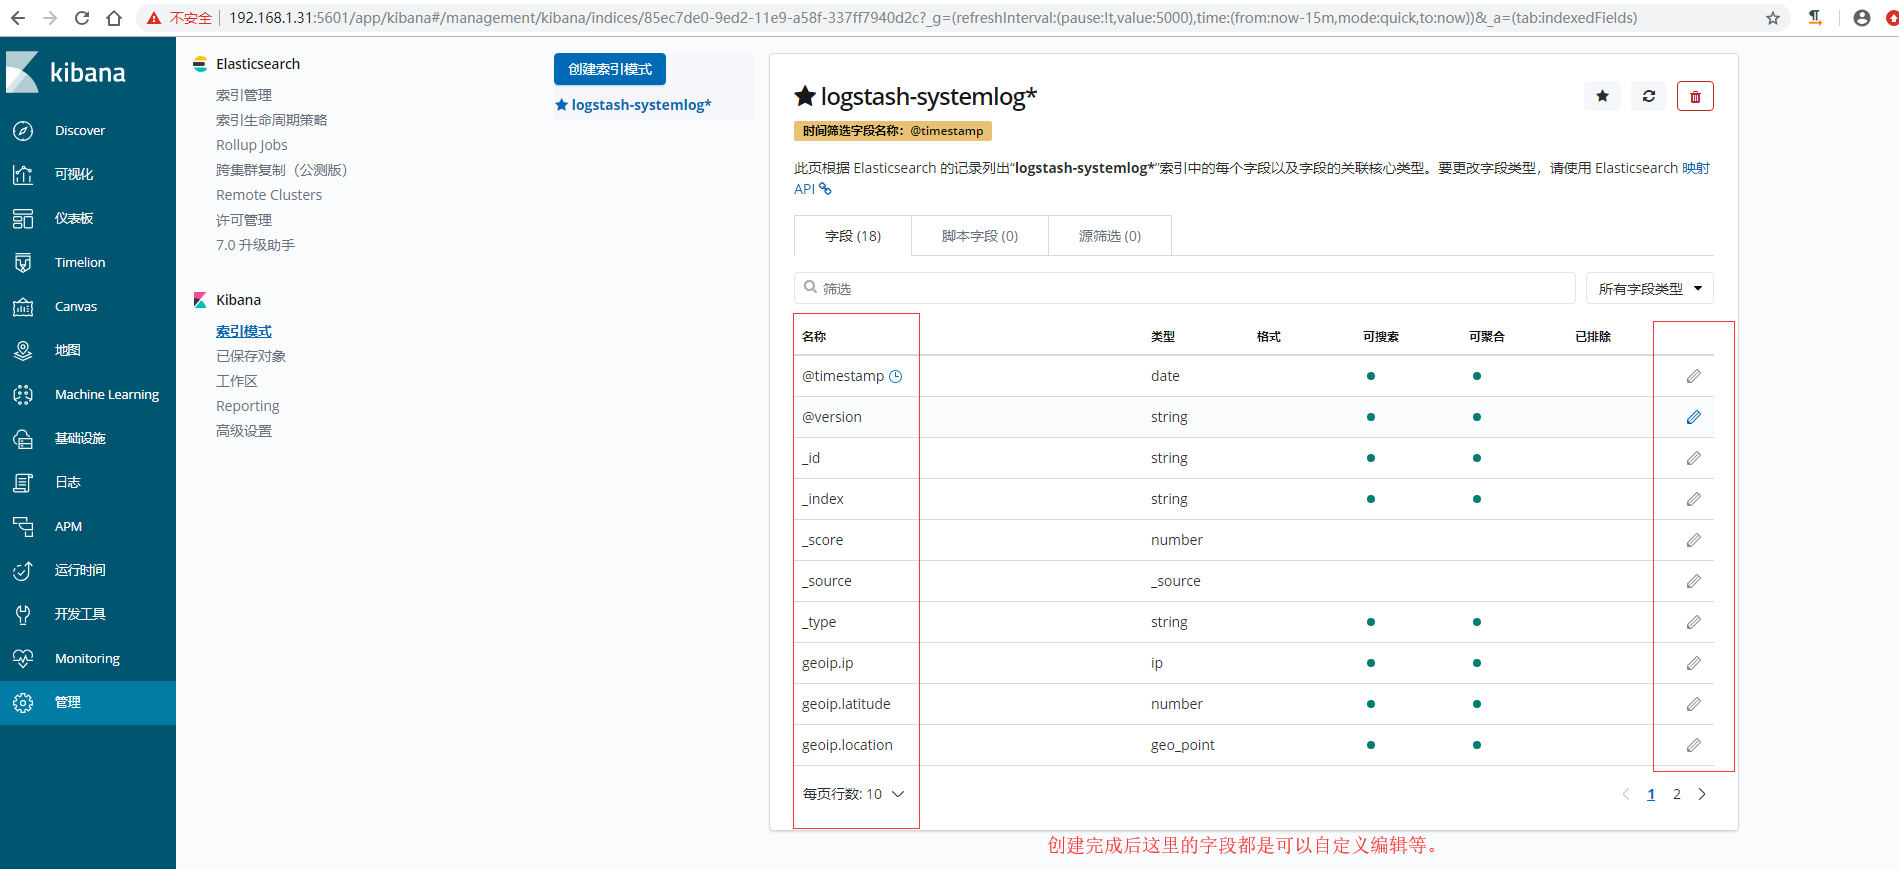 不安全 192.168.1.31:5601/app/kibana#/management/kibana/indices/85ec7de0-9ed2-11e9-a58f-337ff7940d2c?_g=(refreshInterval:(pause:!t,value:5000),time:(from:now-15m,mode:quick,to:now))&_a=(tab:indexedFields)
kibana
Discover
可视化
仪表板
Timelion
Canvas
地图
Machine Learning
基础设施
日志
APM
运行时间
开发工具
Monitoring
管理
Elasticsearch
索引管理
索引生命周期策略
Rollup Jobs
跨集群复制（公测版）
Remote Clusters
许可管理
7.0 升级助手
Kibana
索引模式
已保存对象
工作区
Reporting
高级设置
创建索引模式
logstash-systemlog*
logstash-systemlog*
时间筛选字段名称: @timestamp
此页根据 Elasticsearch 的记录列出“logstash-systemlog*”索引中的每个字段以及字段的关联核心类型。要更改字段类型，请使用 Elasticsearch 映射
API
字段 (18) 脚本字段 (0) 源筛选 (0)
筛选 所有字段类型
名称 类型 格式 可搜索 可聚合 已排除
@timestamp date
@version string
_id string
_index string
_score number
_source _source
_type string
geoip.ip ip
geoip.latitude number
geoip.location geo_point
每页行数: 10 1 2
创建完成后这里的字段都是可以自定义编辑等。